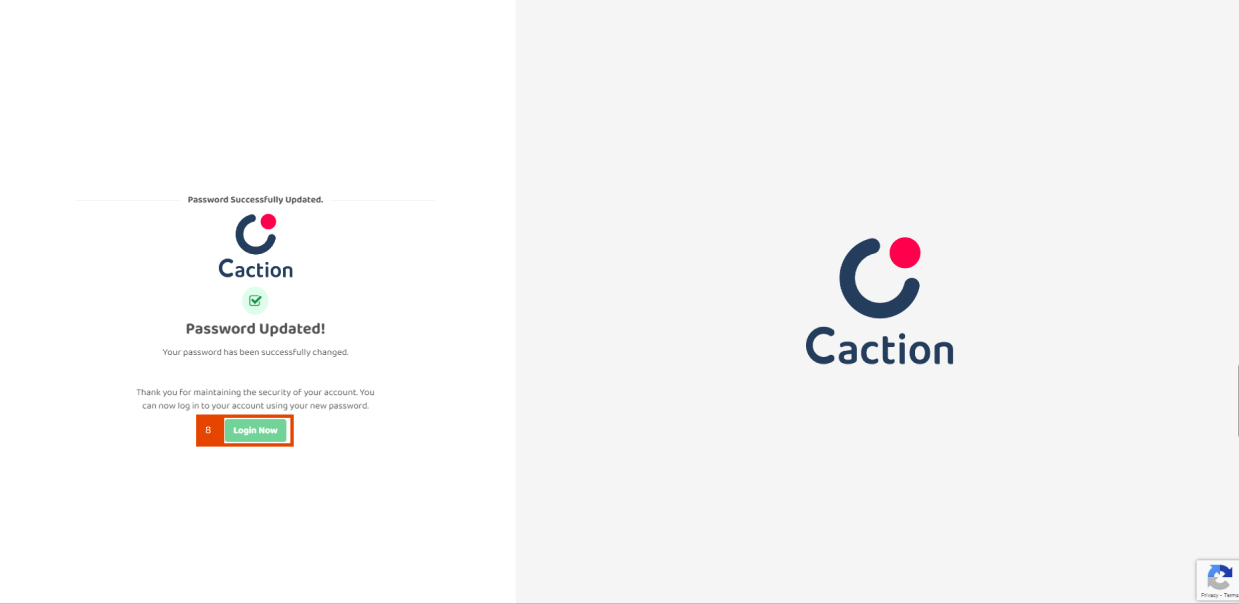 Password Successfully Updated.
Caction
Password Updated!
Your password has been successfully changed.
Thank you for maintaining the security of your account. You
can now log in to your account using your new password.
8 Login Now
Caction
Privacy - Terms